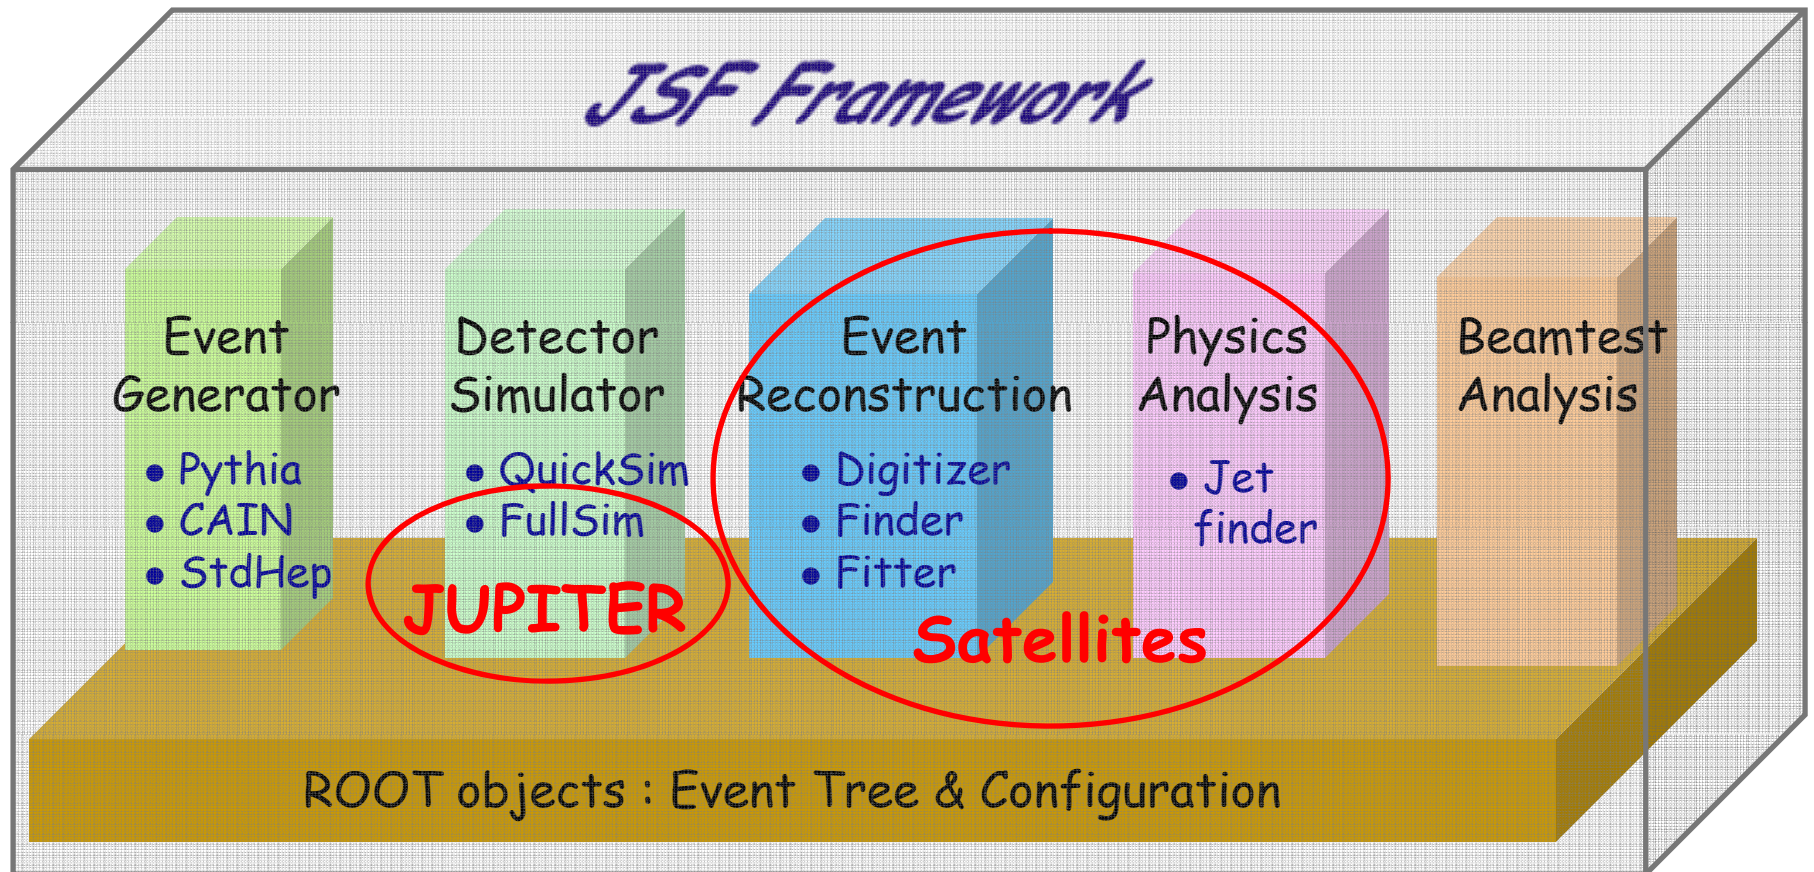 JSF Framework
Event
Generator
• Pythia
• CAIN
• StdHep
Detector
Simulator
• QuickSim
• FullSim
JUPITER
Event
Reconstruction
• Digitizer
• Finder
• Fitter
Satellites
Physics
Analysis
• Jet
finder
Beamtest
Analysis
ROOT objects : Event Tree & Configuration